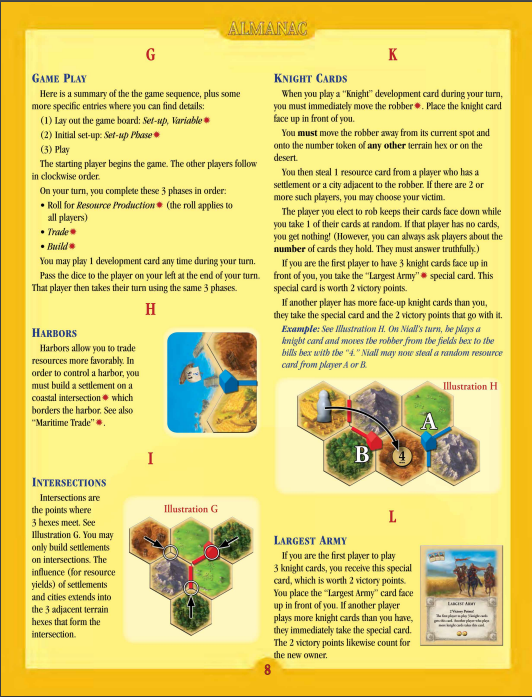 ALMANAC
G
GAME PLAY
Here is a summary of the the game sequence, plus some
more specific entries where you can find details:
(1) Lay out the game board: Set-up, Variable✹
(2) Initial set-up: Set-up Phase✹
(3) Play
The starting player begins the game. The other players follow
in clockwise order.
On your turn, you complete these 3 phases in order:
• Roll for Resource Production✹ (the roll applies to
all players)
• Trade✹
• Build✹
You may play 1 development card any time during your turn.
Pass the dice to the player on your left at the end of your turn.
That player then takes their turn using the same 3 phases.
H
HARBORS
Harbors allow you to trade
resources more favorably. In
order to control a harbor, you
must build a settlement on a
coastal intersection✹ which
borders the harbor. See also
“Maritime Trade”✹.
I
INTERSECTIONS
Intersections are
the points where
3 hexes meet. See
Illustration G. You may
only build settlements
on intersections. The
influence (for resource
yields) of settlements
and cities extends into
the 3 adjacent terrain
hexes that form the
intersection.
Illustration G
K
KNIGHT CARDS
When you play a “Knight” development card during your turn,
you must immediately move the robber✹. Place the knight card
face up in front of you.
You must move the robber away from its current spot and
onto the number token of any other terrain hex or on the
desert.
You then steal 1 resource card from a player who has a
settlement or a city adjacent to the robber. If there are 2 or
more such players, you may choose your victim.
The player you elect to rob keeps their cards face down while
you take 1 of their cards at random. If that player has no cards,
you get nothing! (However, you can always ask players about the
number of cards they hold. They must answer truthfully.)
If you are the first player to have 3 knight cards face up in
front of you, you take the “Largest Army”✹ special card. This
special card is worth 2 victory points.
If another player has more face-up knight cards than you,
they take the special card and the 2 victory points that go with it.
Example: See Illustration H. On Niall's turn, he plays a
knight card and moves the robber from the fields hex to the
hills hex with the “4.” Niall may now steal a random resource
card from player A or B.
Illustration H
A
B
4
L
LARGEST ARMY
If you are the first player to play
3 knight cards, you receive this special
card, which is worth 2 victory points.
You place the “Largest Army” card face
up in front of you. If another player
plays more knight cards than you have,
they immediately take the special card.
The 2 victory points likewise count for
the new owner.
LARGEST ARMY
2 Victory Points!
The first player to play 3 knight cards
gets this card. Another player who plays
more knight cards takes this card.
8